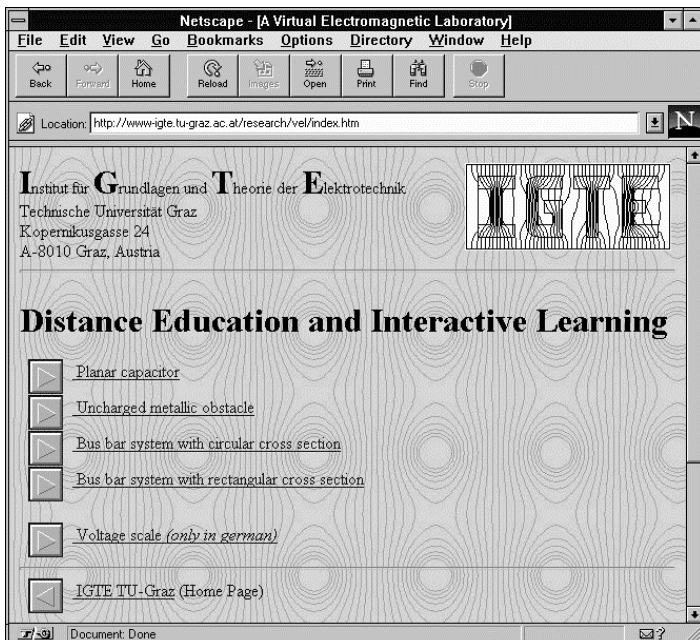 Netscape - [A Virtual Electromagnetic Laboratory]
File Edit View Go Bookmarks Options Directory Window Help
Back Forward Home Reload Images Open Print Find Stop
Location: http://www-igte.tu-graz.ac.at/research/vel/index.htm
N
Institut für Grundlagen und Theorie der Elektrotechnik
IGTE
Technische Universität Graz
Kopernikusgasse 24
A-8010 Graz, Austria
Distance Education and Interactive Learning
Planar capacitor
Uncharged metallic obstacle
Bus bar system with circular cross section
Bus bar system with rectangular cross section
Voltage scale (only in german)
IGTE TU-Graz (Home Page)
Document: Done
?